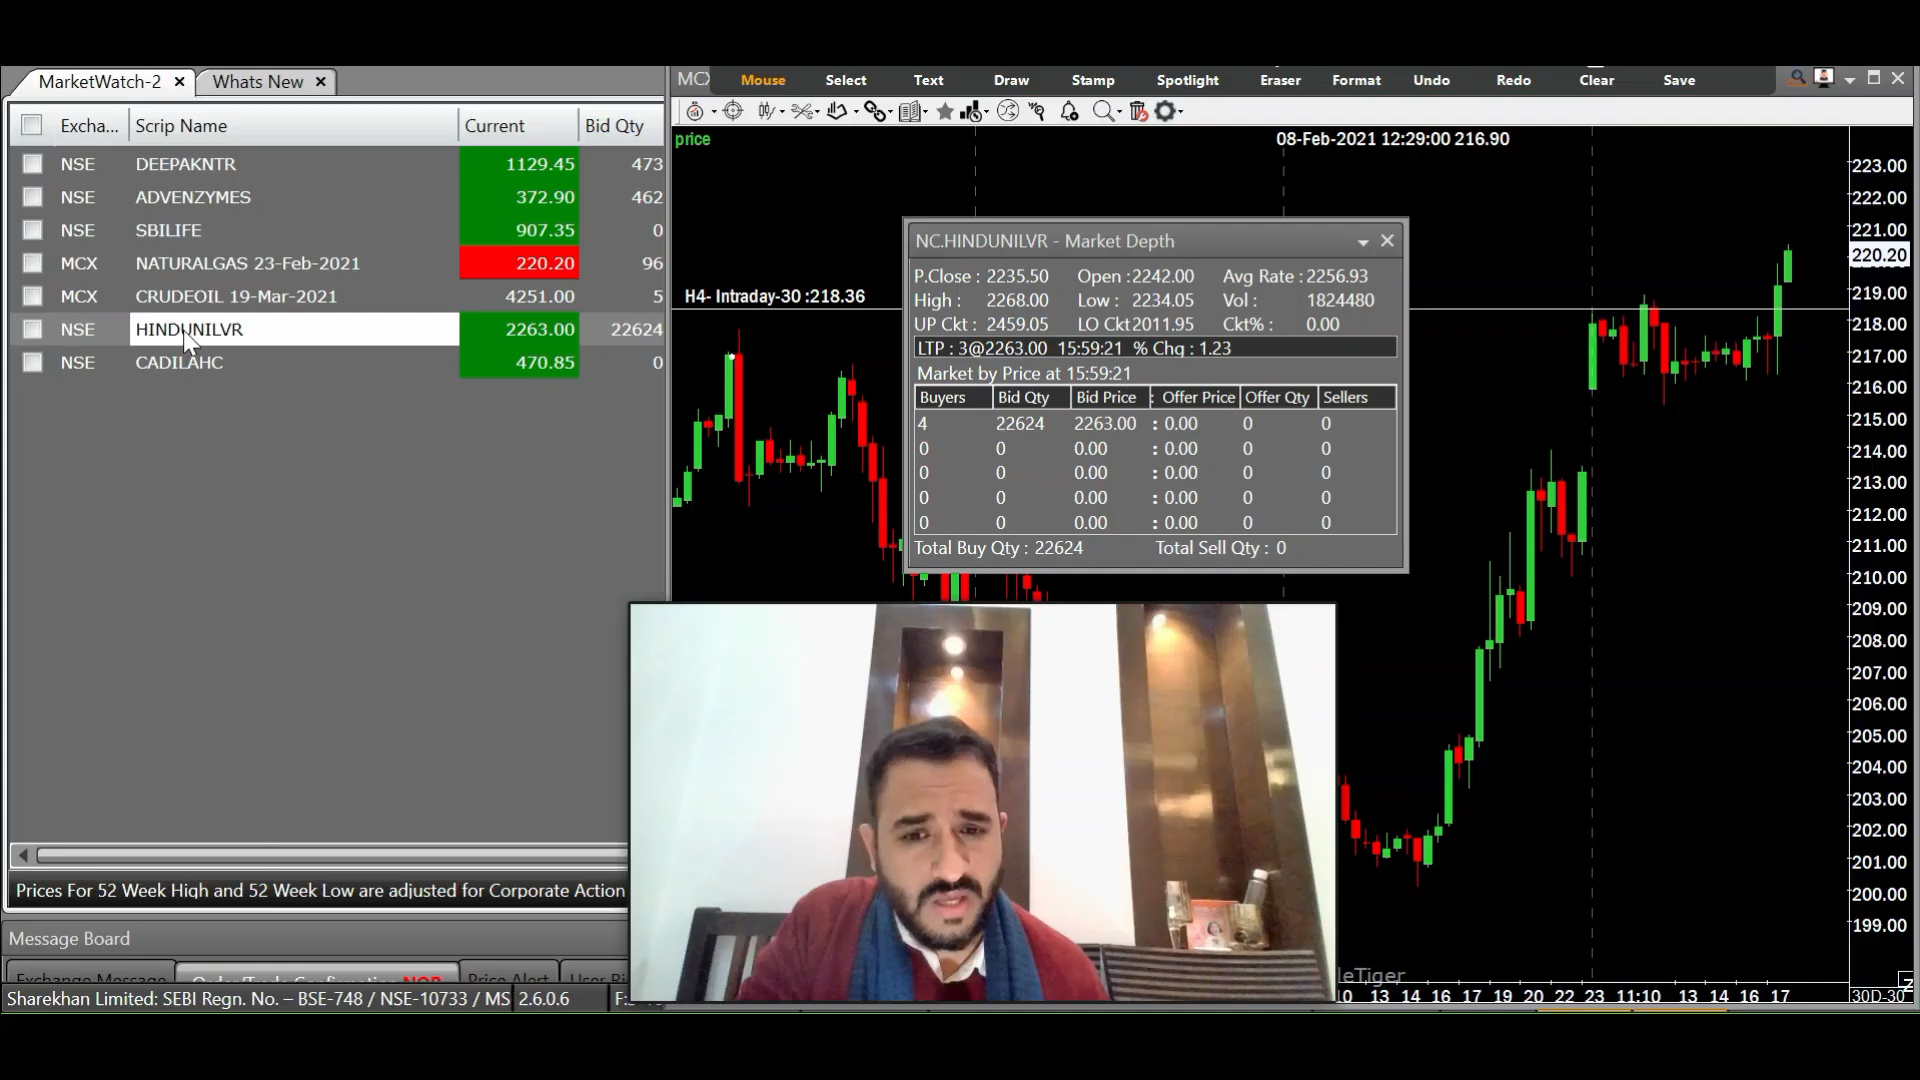 MarketWatch-2 × Whats New ×
MCX Mouse Select Text Draw Stamp Spotlight Eraser Format Undo Redo Clear Save
Excha... Scrip Name Current Bid Qty
NSE DEEPAKNTR 1129.45 473
NSE ADVENZYMES 372.90 462
NSE SBILIFE 907.35 0
MCX NATURALGAS 23-Feb-2021 220.20 96
MCX CRUDEOIL 19-Mar-2021 4251.00 5
NSE HINDUNILVR 2263.00 22624
NSE CADILAHC 470.85 0
Prices For 52 Week High and 52 Week Low are adjusted for Corporate Action
Message Board
Exchange Message Order/Trade Confirmation NOR Price Alert
Sharekhan Limited: SEBI Regn. No. – BSE-748 / NSE-10733 / MS 2.6.0.6
price
08-Feb-2021 12:29:00 216.90
H4- Intraday-30 :218.36
NC.HINDUNILVR - Market Depth
P.Close : 2235.50 Open :2242.00 Avg Rate :2256.93
High : 2268.00 Low : 2234.05 Vol : 1824480
UP Ckt : 2459.05 LO Ckt2011.95 Ckt% : 0.00
LTP : 3@2263.00 15:59:21 % Chg : 1.23
Market by Price at 15:59:21
Buyers Bid Qty Bid Price : Offer Price Offer Qty Sellers
4 22624 2263.00 : 0.00 0 0
0 0 0.00 : 0.00 0 0
0 0 0.00 : 0.00 0 0
0 0 0.00 : 0.00 0 0
0 0 0.00 : 0.00 0 0
Total Buy Qty : 22624 Total Sell Qty : 0
223.00
222.00
221.00
220.20
219.00
218.00
217.00
216.00
215.00
214.00
213.00
212.00
211.00
210.00
209.00
208.00
207.00
206.00
205.00
204.00
203.00
202.00
201.00
200.00
199.00
leTiger
10 13 14 16 17 19 20 22 23 11:10 13 14 16 17 30D-30